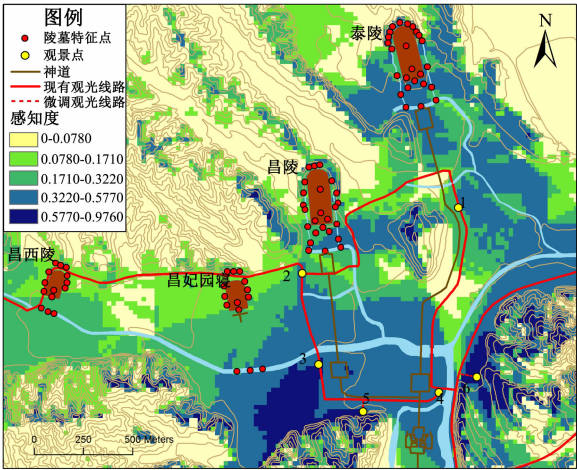 图例
陵墓特征点
观景点
神道
现有观光线路
微调观光线路
感知度
0-0.0780
0.0780-0.1710
0.1710-0.3220
0.3220-0.5770
0.5770-0.9760
泰陵
N
昌陵
1
昌西陵
昌妃园寝
2
3
4
5
6
0 250 500 Meters